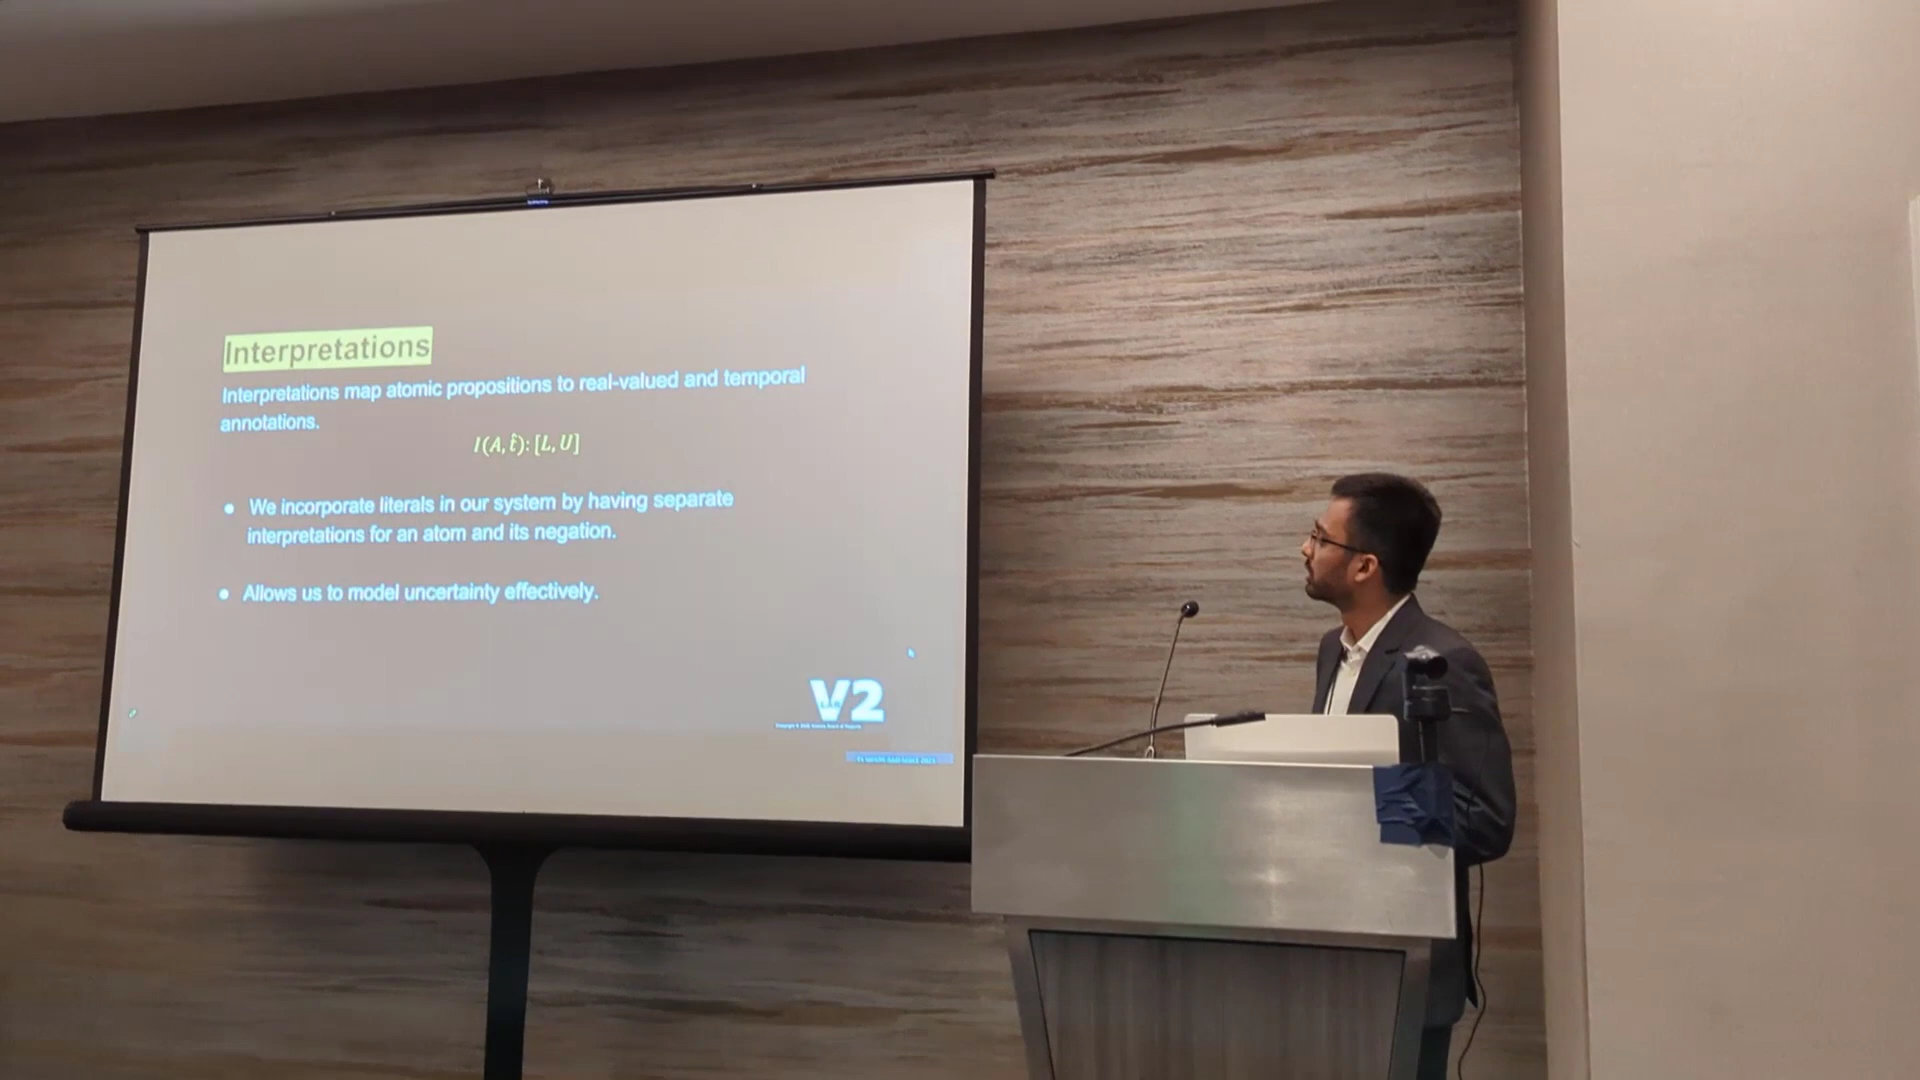 Interpretations
Interpretations map atomic propositions to real-valued and temporal
annotations.
I(A, t̂): [L, U]
● We incorporate literals in our system by having separate
interpretations for an atom and its negation.
● Allows us to model uncertainty effectively.
V2
LAB